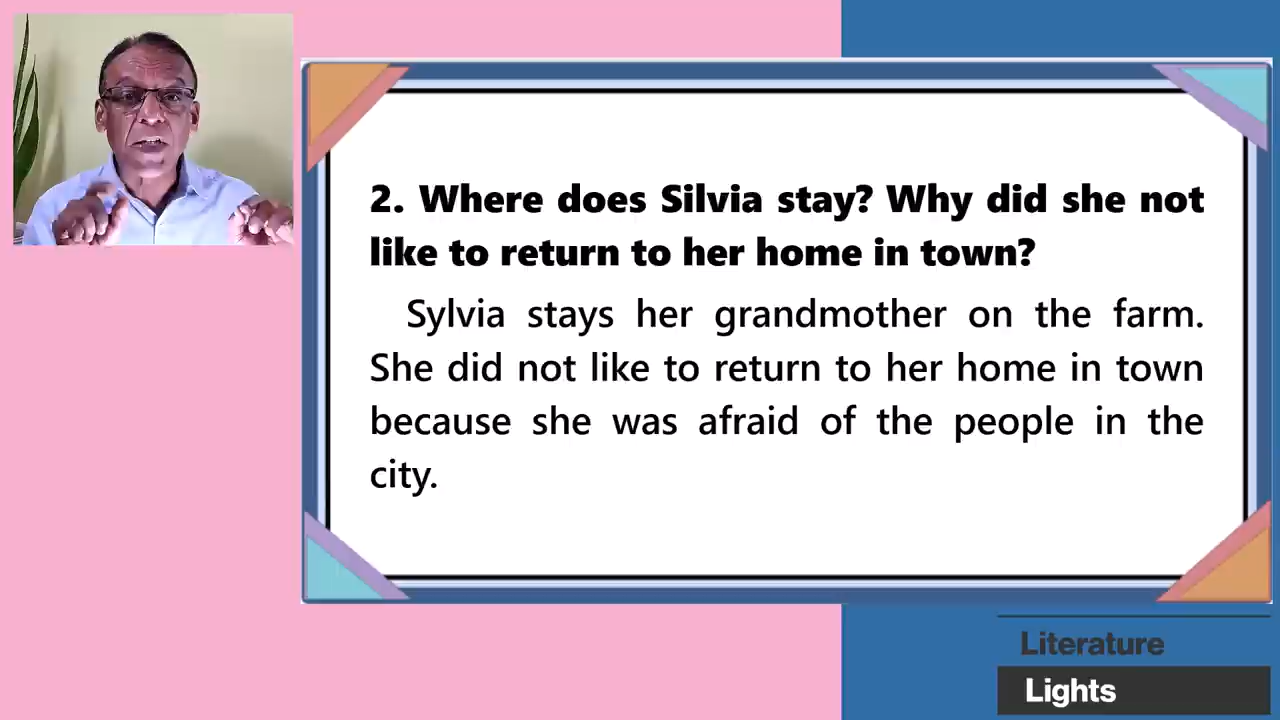 2. Where does Silvia stay? Why did she not
like to return to her home in town?
Sylvia stays her grandmother on the farm.
She did not like to return to her home in town
because she was afraid of the people in the
city.
Literature
Lights